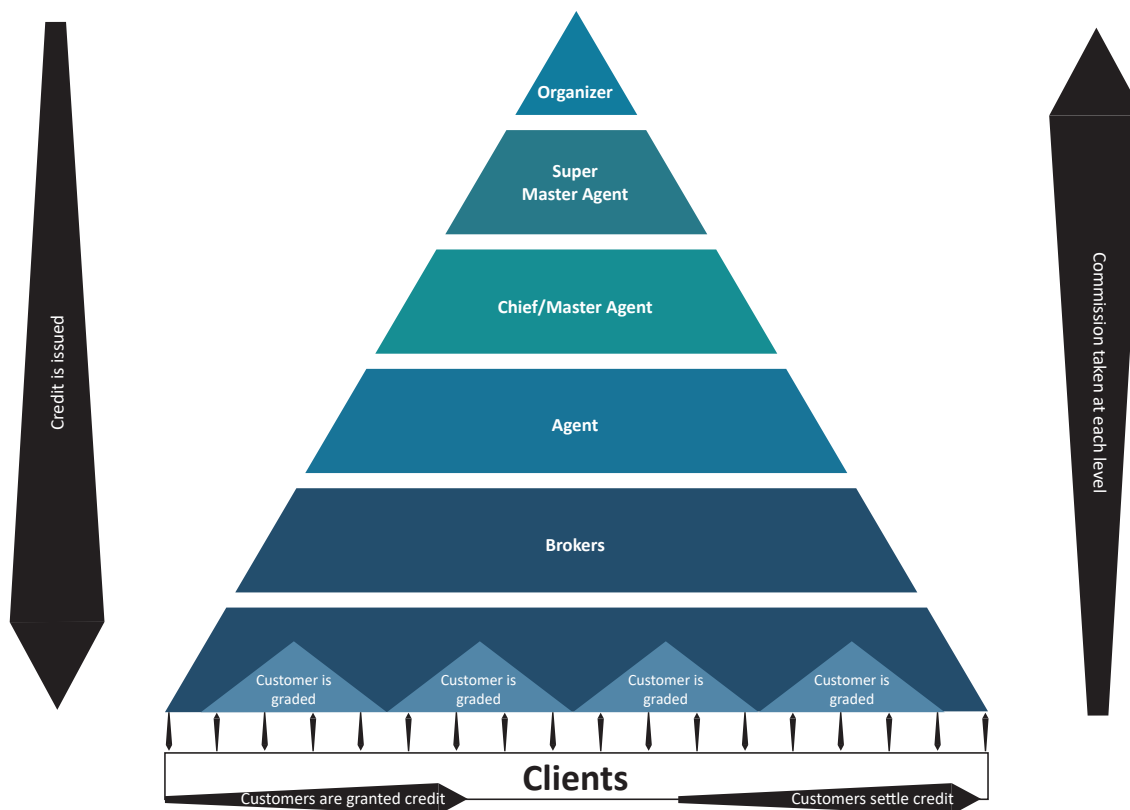 Organizer
Super
Master Agent
Chief/Master Agent
Agent
Brokers
Credit is issued
Commission taken at each level
Customer is
graded
Customer is
graded
Customer is
graded
Customer is
graded
Clients
Customers are granted credit
Customers settle credit